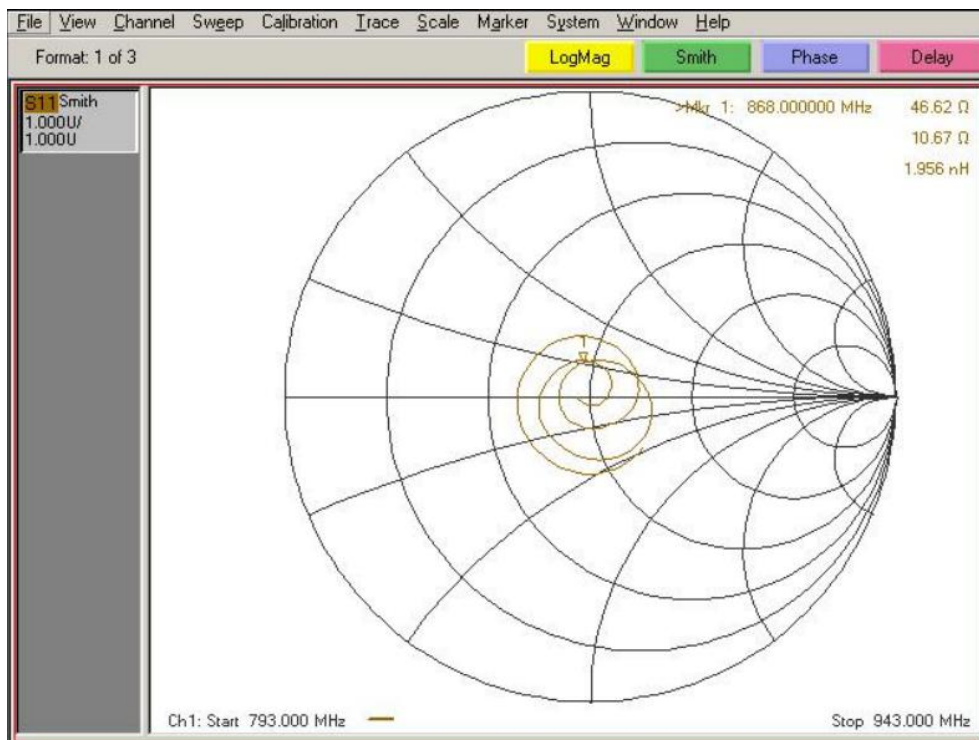 File View Channel Sweep Calibration Trace Scale Marker System Window Help
Format: 1 of 3 LogMag Smith Phase Delay
S11 Smith
1.000U/
1.000U
>Mkr 1: 868.000000 MHz 46.62 Ω
10.67 Ω
1.956 nH
1
Ch1: Start 793.000 MHz Stop 943.000 MHz